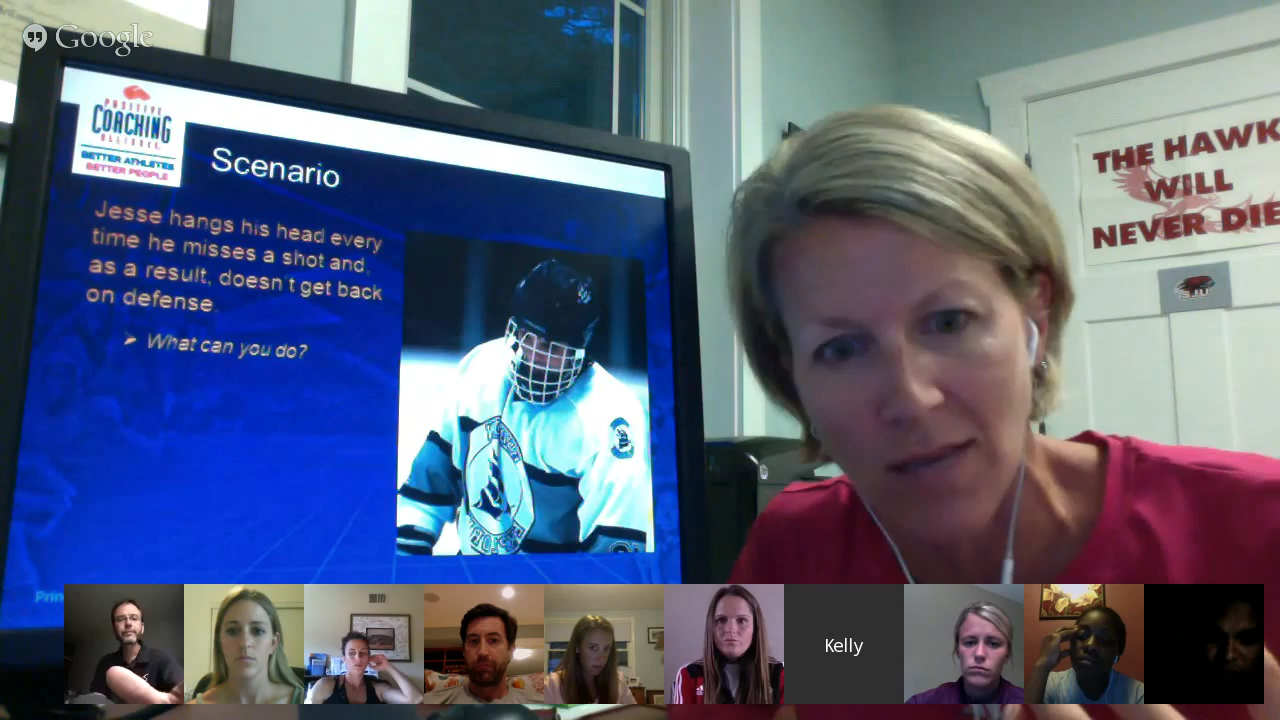 Google
POSITIVE
COACHING
ALLIANCE
BETTER ATHLETES
BETTER PEOPLE
Scenario
Jesse hangs his head every
time he misses a shot and,
as a result, doesn't get back
on defense.
➢ What can you do?
THE HAWK
WILL
NEVER DIE
SJU
Prin
Kelly